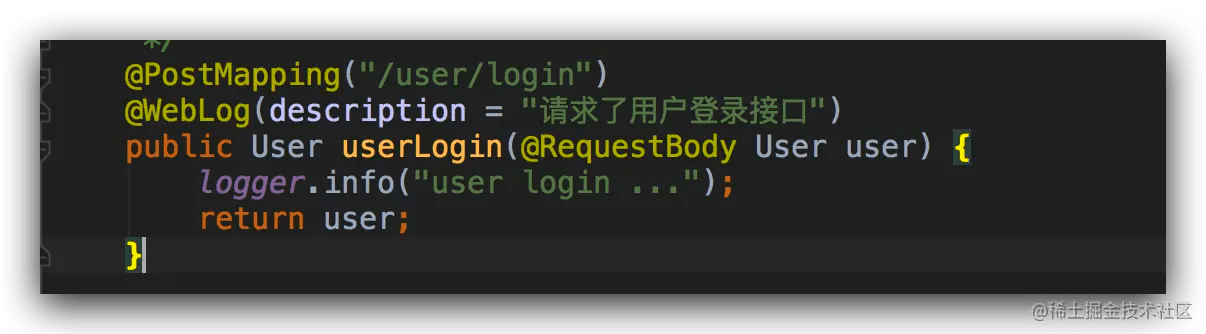 */
@PostMapping("/user/login")
@WebLog(description = "请求了用户登录接口")
public User userLogin(@RequestBody User user) {
logger.info("user login ...");
return user;
}
@稀土掘金技术社区